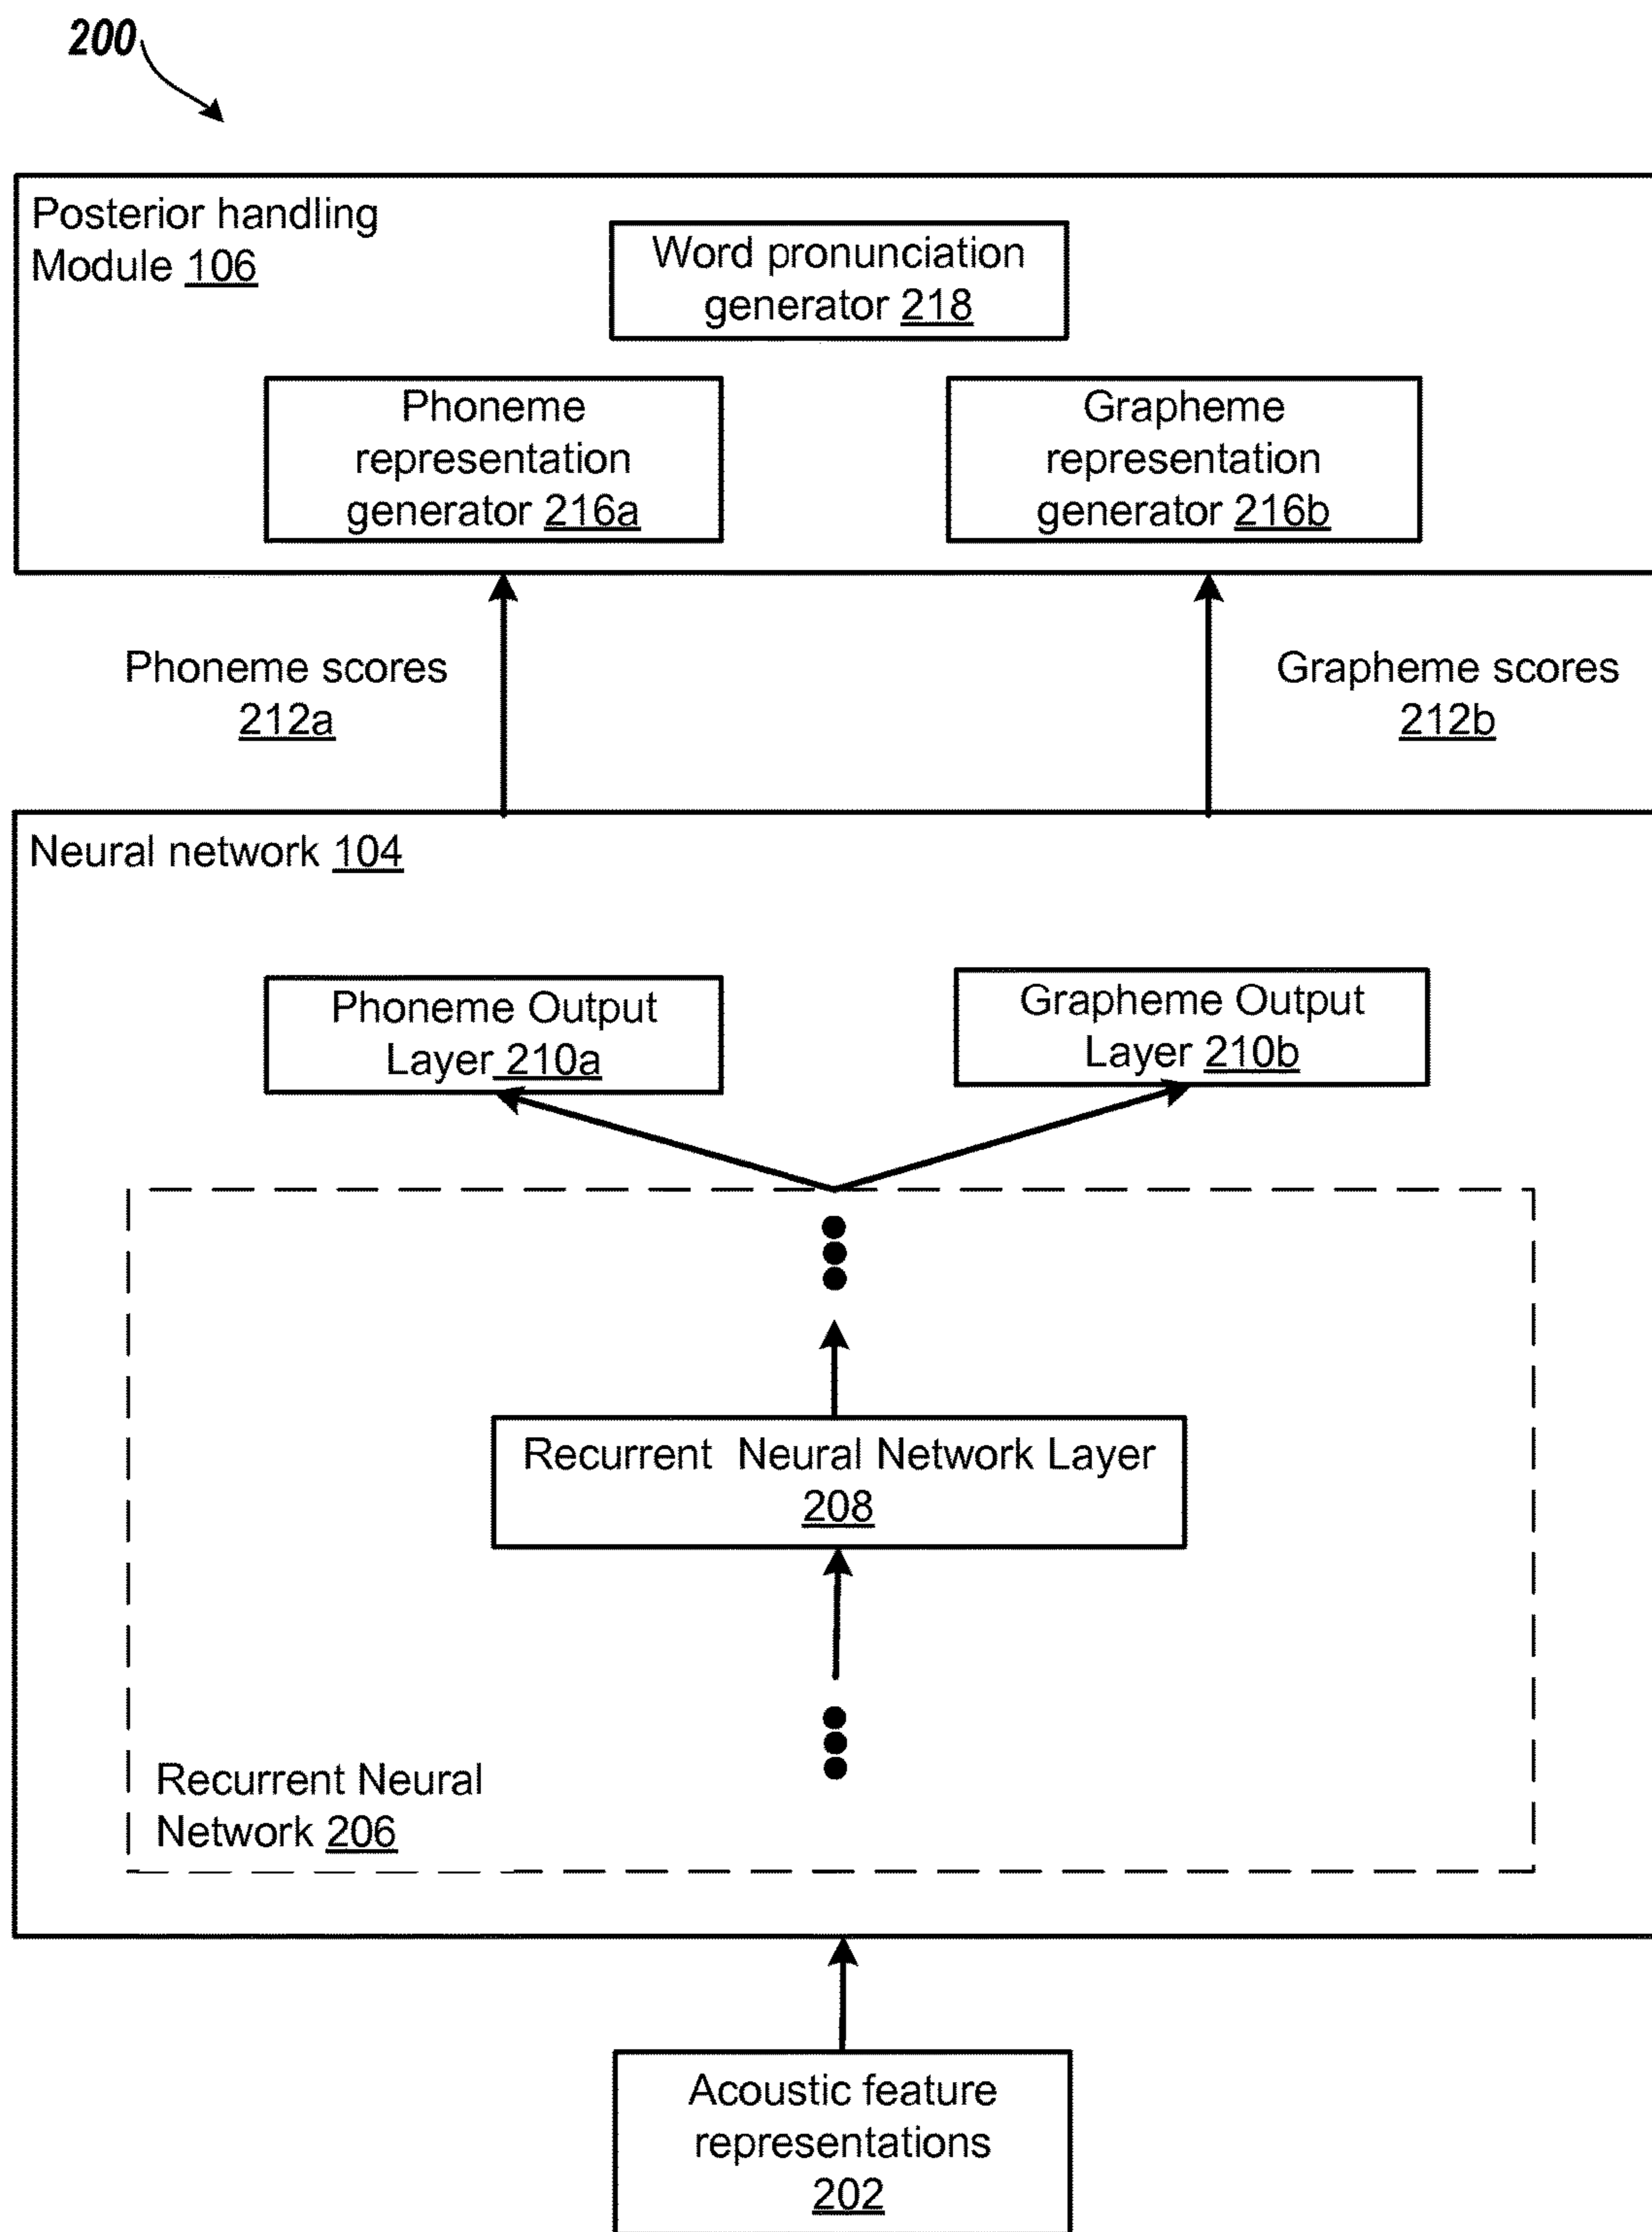 200
Posterior handling
Module 106
Word pronunciation
generator 218
Phoneme
representation
generator 216a
Grapheme
representation
generator 216b
Phoneme scores
212a
Grapheme scores
212b
Neural network 104
Phoneme Output
Layer 210a
Grapheme Output
Layer 210b
Recurrent Neural Network Layer
208
Recurrent Neural
Network 206
Acoustic feature
representations
202